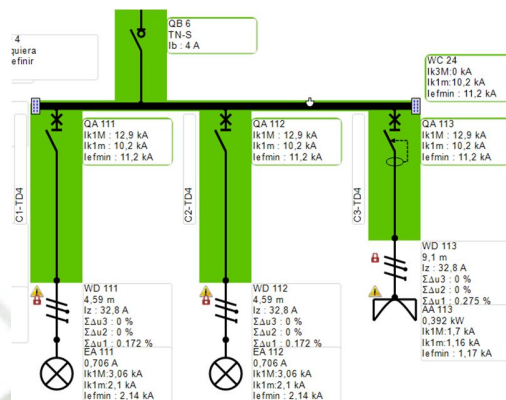 4
quiera
efinir
QB 6
TN-S
Ib : 4 A
WC 24
Ik3M:0 kA
Ik1m:10,2 kA
Iefmin : 11,2 kA
QA 111
Ik1M : 12,9 kA
Ik1m : 10,2 kA
Iefmin : 11,2 kA
QA 112
Ik1M : 12,9 kA
Ik1m : 10,2 kA
Iefmin : 11,2 kA
QA 113
Ik1M : 12,9 kA
Ik1m : 10,2 kA
Iefmin : 11,2 kA
C1-TD4
C2-TD4
C3-TD4
WD 111
4,59 m
Iz : 32,8 A
ΣΔu3 : 0 %
ΣΔu2 : 0 %
ΣΔu1 : 0.172 %
EA 111
0,706 A
Ik1M:3,06 kA
Ik1m:2,1 kA
Iefmin : 2,14 kA
WD 112
4,59 m
Iz : 32,8 A
ΣΔu3 : 0 %
ΣΔu2 : 0 %
ΣΔu1 : 0.172 %
EA 112
0,706 A
Ik1M:3,06 kA
Ik1m:2,1 kA
Iefmin : 2,14 kA
WD 113
9,1 m
Iz : 32,8 A
ΣΔu3 : 0 %
ΣΔu2 : 0 %
ΣΔu1 : 0.275 %
AA 113
0,392 kW
Ik1M:1,7 kA
Ik1m:1,16 kA
Iefmin : 1,17 kA